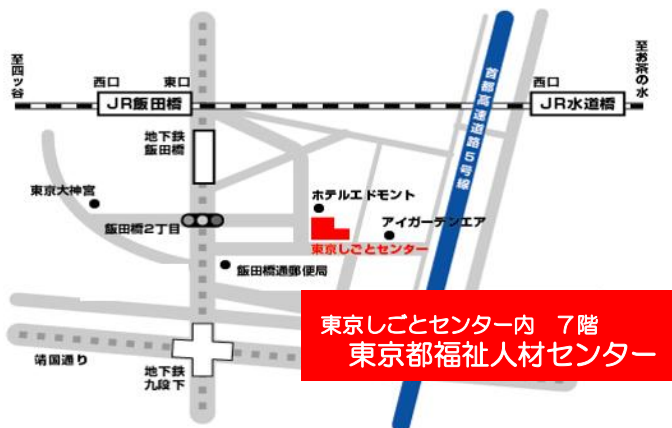 至四ッ谷
西口
東口
JR飯田橋
首都高速道路5号線
西口
JR水道橋
至お茶の水
地下鉄
飯田橋
東京大神宮
ホテルエドモント
アイガーデンエア
飯田橋2丁目
東京しごとセンター
飯田橋通郵便局
東京しごとセンター内 7階
東京都福祉人材センター
靖国通り
地下鉄
九段下